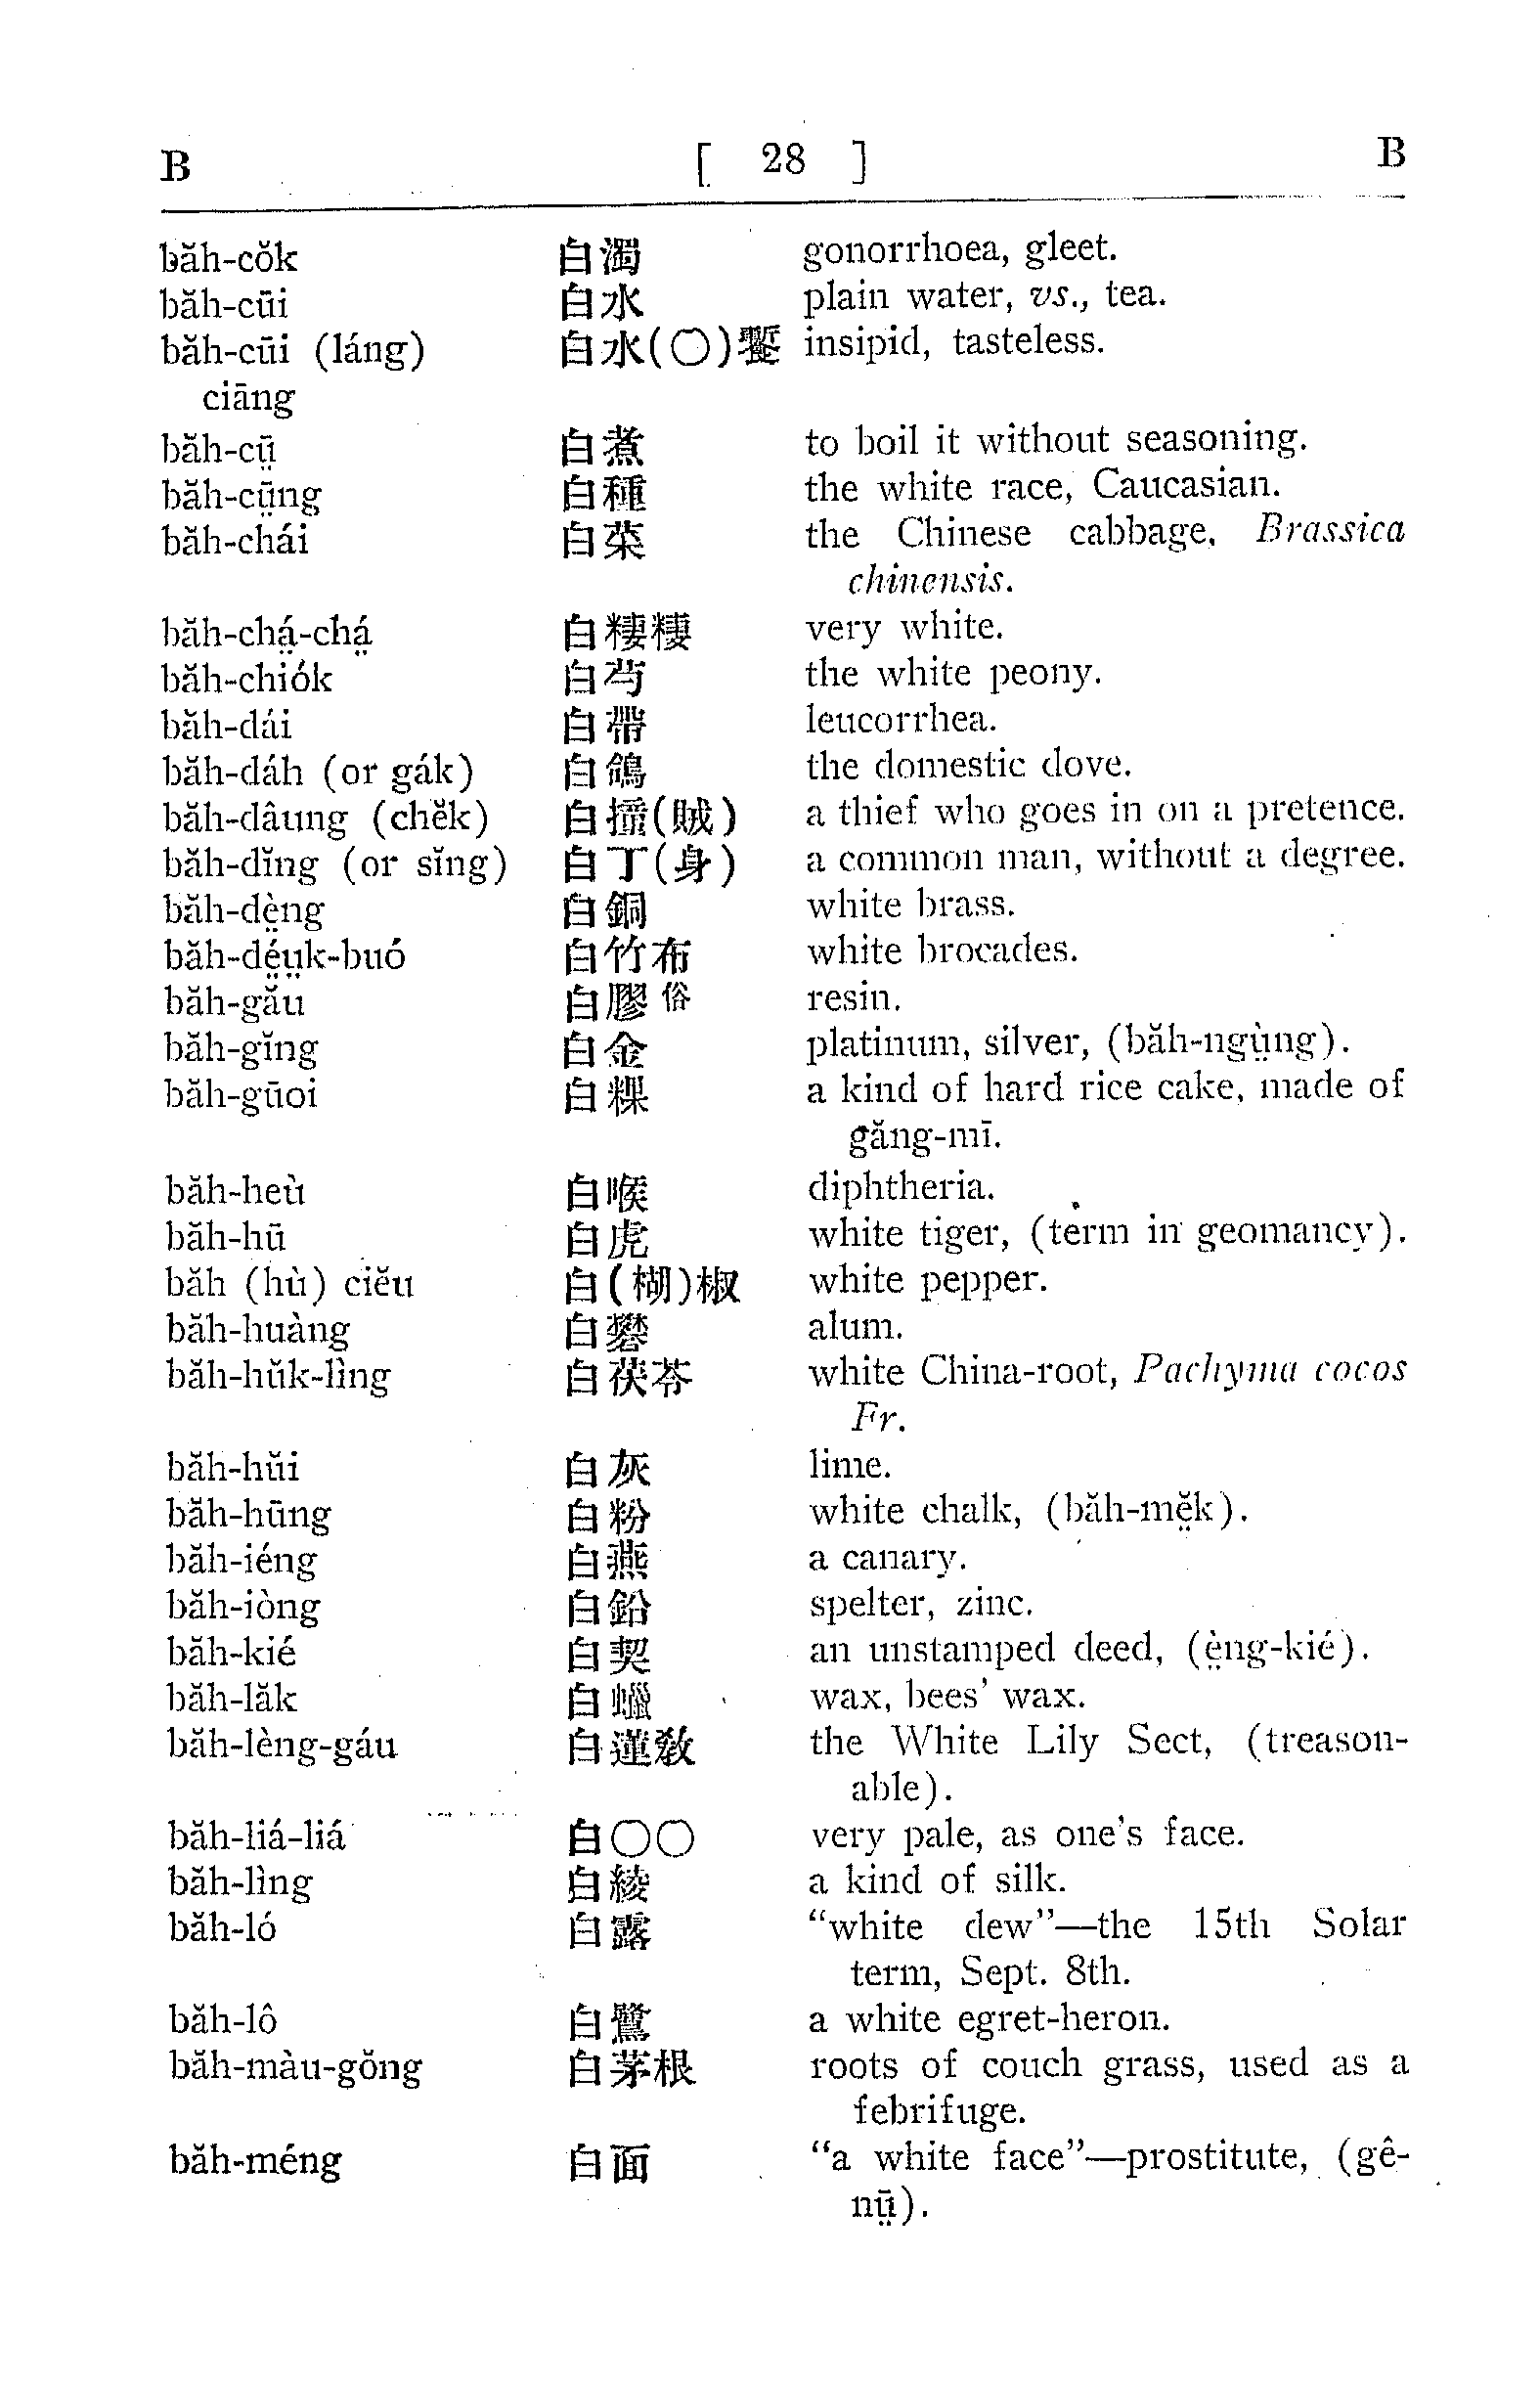 B [ 28 ] B
băh-cŏk 白濁 gonorrhoea, gleet.
băh-cūi 白水 plain water, vs., tea.
băh-cūi (láng) 白水(〇)饗 insipid, tasteless.
ciāng
băh-cṳ̄ 白煮 to boil it without seasoning.
băh-cṳ̄ng 白種 the white race, Caucasian.
băh-chái 白菜 the Chinese cabbage, Brassica
chinensis.
băh-chá̤-chá̤ very white.
băh-chiók 白芍 the white peony.
băh-dái 白帶 leucorrhea.
băh-dáh (or gák) 白鴿 the domestic dove.
băh-dâung (chĕk) 白撞(賊) a thief who goes in on a pretence.
băh-dĭng (or sĭng) 白丁(身) a common man, without a degree.
băh-dè̤ng 白銅 white brass.
băh-dé̤ṳk-buó 白竹布 white brocades.
băh-gău 白膠 俗 resin.
băh-gĭng 白金 platinum, silver, (băh-ngṳ̀ng).
băh-gūoi 白粿 a kind of hard rice cake, made of
găng-mī.
băh-heù 白喉 diphtheria.
băh-hū 白虎 white tiger, (term in geomancy).
băh (hù) ciĕu 白(楜)椒 white pepper.
băh-huàng 白礬 alum.
băh-hŭk-lìng 白茯苓 white China-root, Pachyma cocos
Fr.
băh-hŭi 白灰 lime.
băh-hūng 白粉 white chalk, (băh-mĕ̤k).
băh-iéng 白燕 a canary.
băh-iòng 白鉛 spelter, zinc.
băh-kié 白契 an unstamped deed, (è̤ng-kié).
băh-lăk 白蠟 wax, bees' wax.
băh-lèng-gáu 白蓮敎 the White Lily Sect, (treason-
able).
băh-liá-liá 白〇〇 very pale, as one's face.
băh-lìng 白綾 a kind of silk.
băh-ló 白露 “white dew”—the 15th Solar
term, Sept. 8th.
băh-lô 白鷺 a white egret-heron.
băh-màu-gŏng 白茅根 roots of couch grass, used as a
febrifuge.
băh-méng 白面 “a white face”—prostitute, (gê-
nṳ̄).